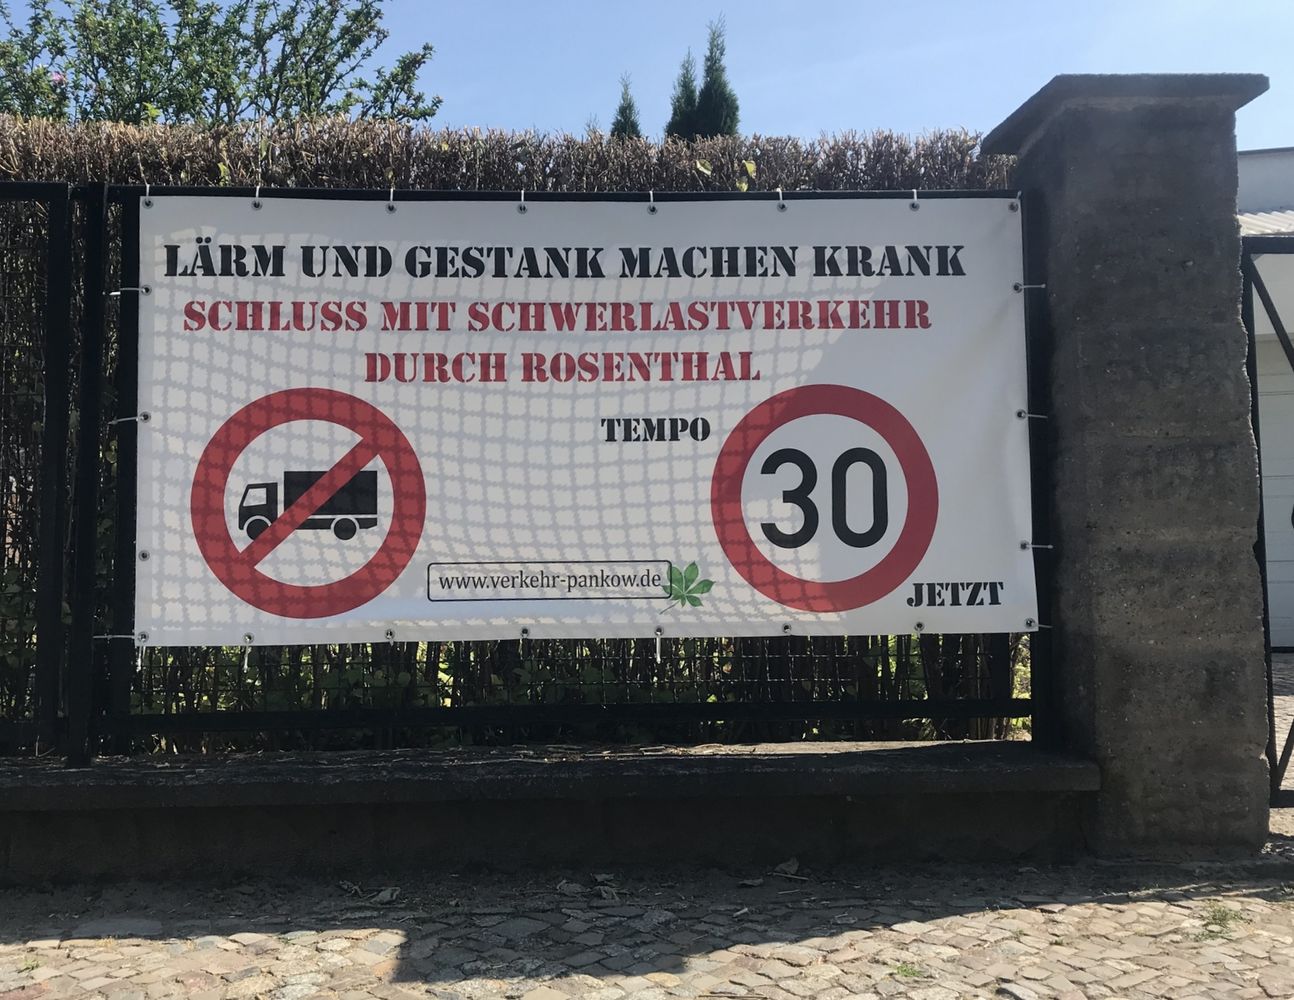 LÄRM UND GESTANK MACHEN KRANK
SCHLUSS MIT SCHWERLASTVERKEHR
DURCH ROSENTHAL
TEMPO
30
JETZT
www.verkehr-pankow.de